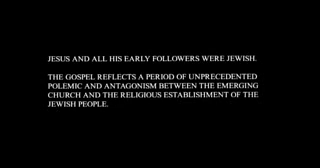 JESUS AND ALL HIS EARLY FOLLOWERS WERE JEWISH.
THE GOSPEL REFLECTS A PERIOD OF UNPRECEDENTED
POLEMIC AND ANTAGONISM BETWEEN THE EMERGING
CHURCH AND THE RELIGIOUS ESTABLISHMENT OF THE
JEWISH PEOPLE.